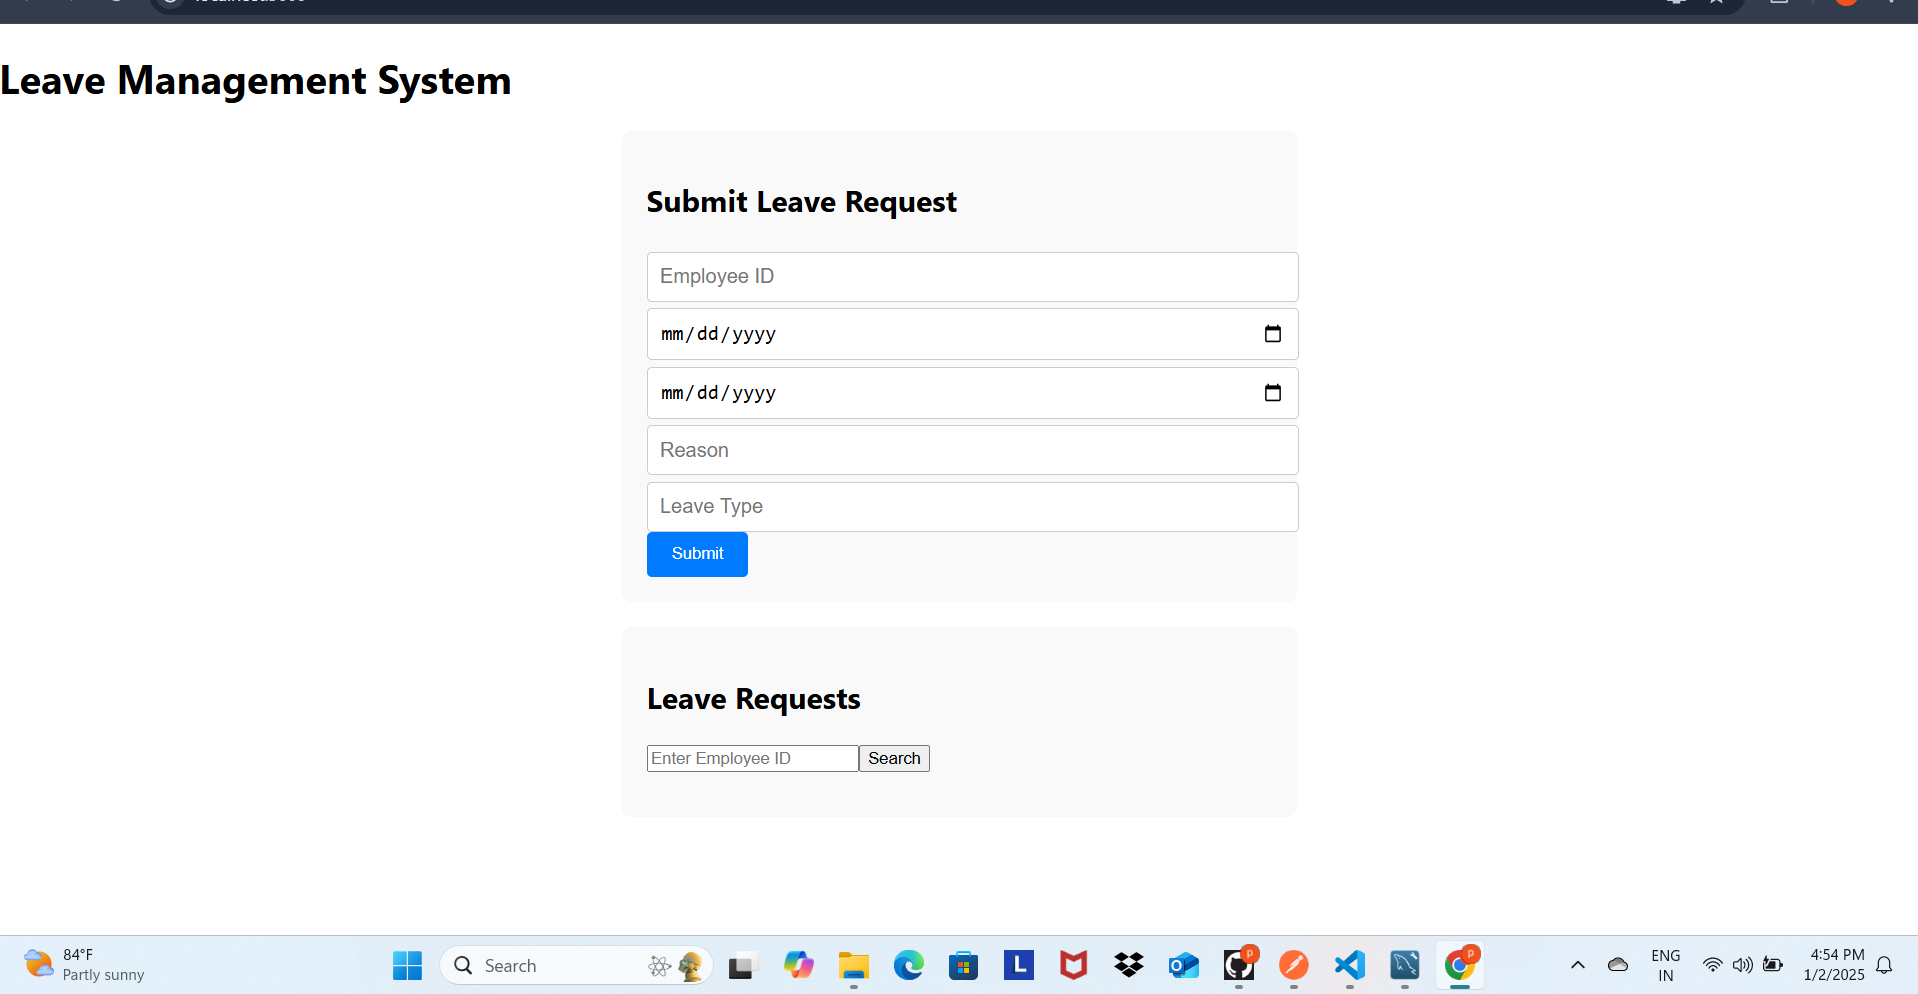 Leave Management System
Submit Leave Request
Employee ID
mm/dd/yyyy
mm/dd/yyyy
Reason
Leave Type
Submit
Leave Requests
Enter Employee ID
Search
84°F
Partly sunny
Search
L
P
P
ENG
IN
4:54 PM
1/2/2025